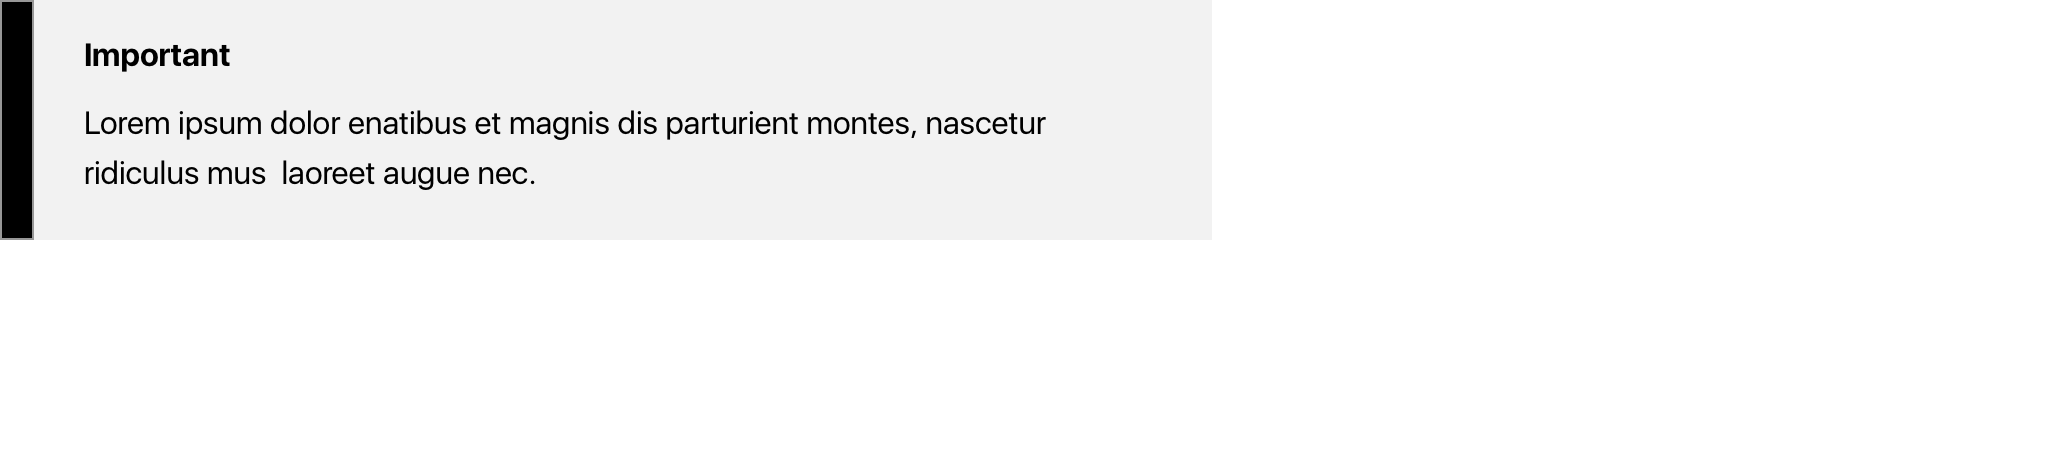 Important
Lorem ipsum dolor enatibus et magnis dis parturient montes, nascetur
ridiculus mus  laoreet augue nec.